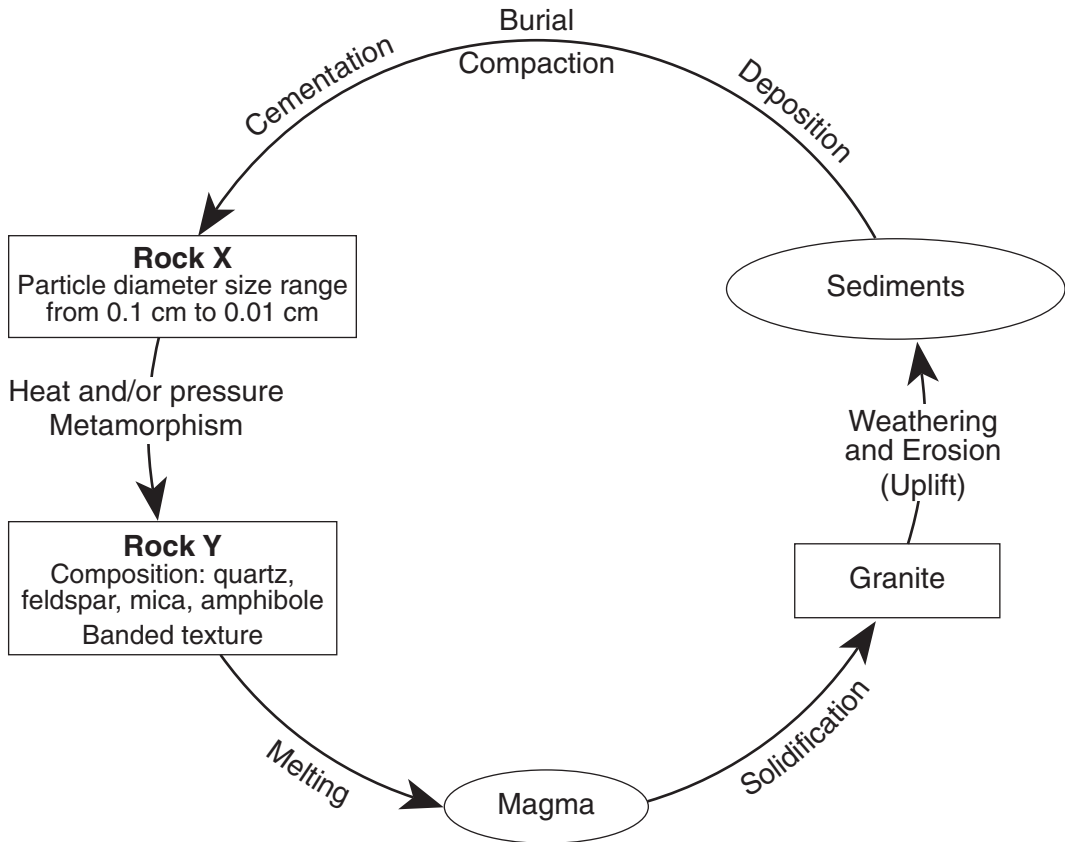 Burial
Compaction
Cementation
Deposition
Rock X
Particle diameter size range
from 0.1 cm to 0.01 cm
Sediments
Heat and/or pressure
Metamorphism
Weathering
and Erosion
(Uplift)
Rock Y
Composition: quartz,
feldspar, mica, amphibole
Banded texture
Granite
Melting
Solidification
Magma